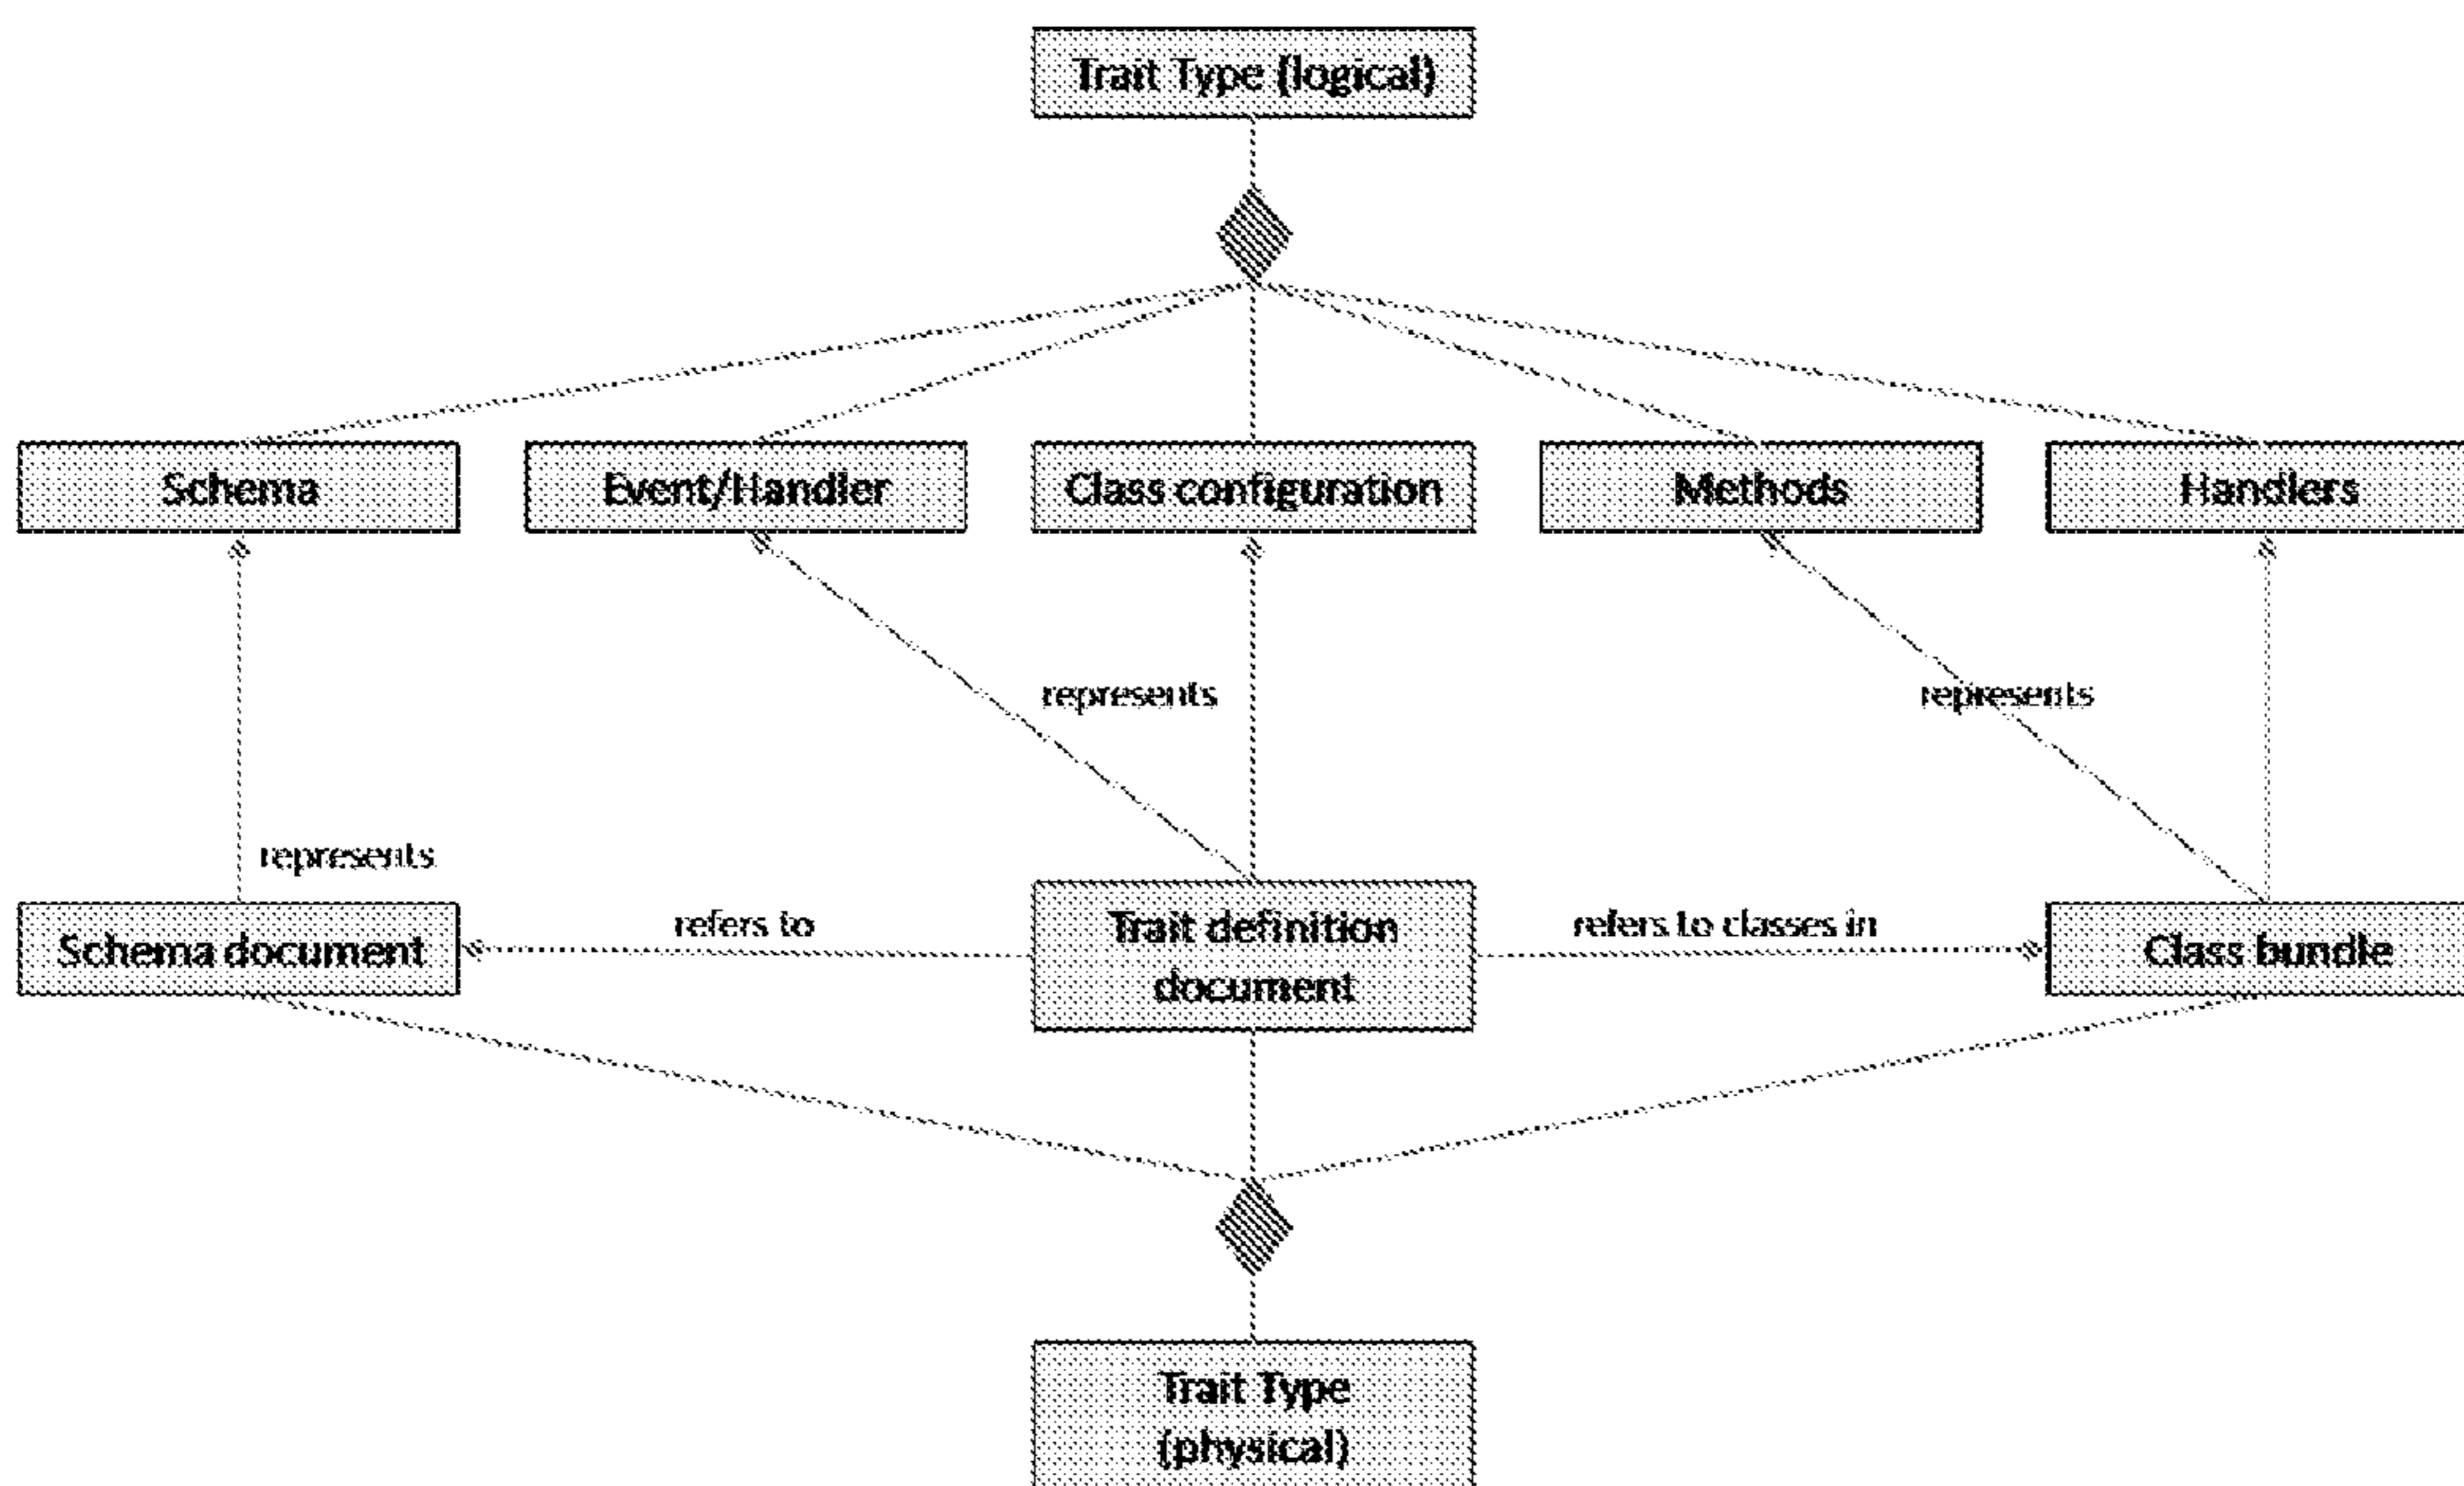 Trait Type (logical)
Schema
Event/Handler
Class configuration
Methods
Handlers
represents
represents
represents
Schema document
refers to
Trait definition
document
refers to classes in
Class bundle
Trait Type
(physical)